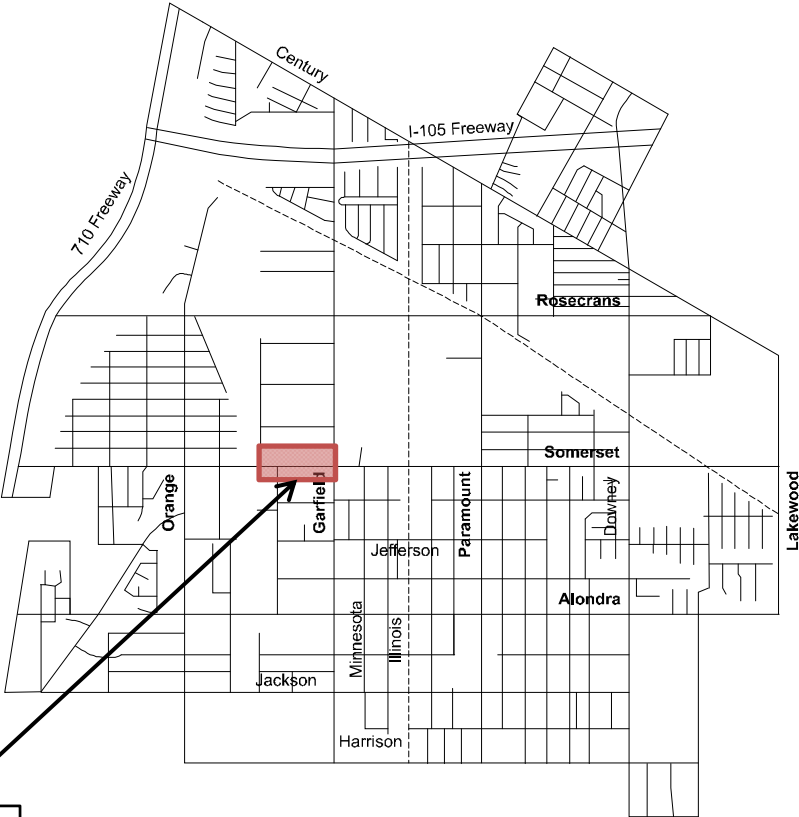 Century
I-105 Freeway
710 Freeway
Rosecrans
Somerset
Orange
Garfield
Paramount
Downey
Lakewood
Jefferson
Alondra
Minnesota
Illinois
Jackson
Harrison